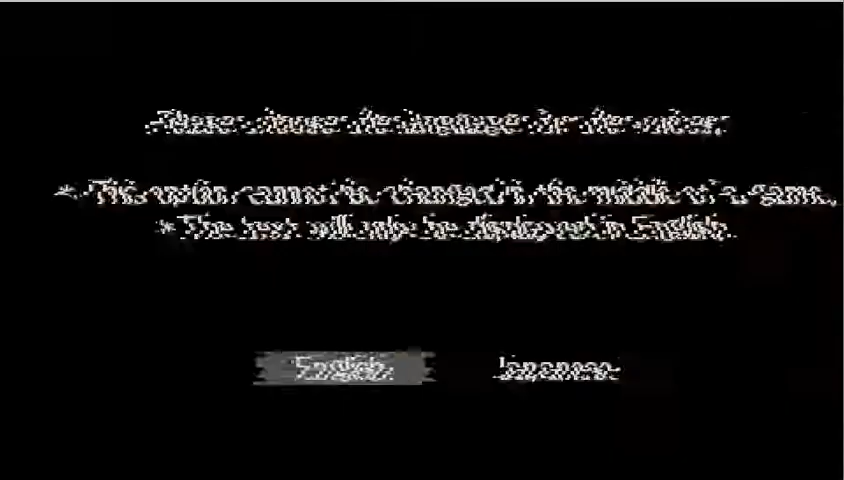 Please choose the language for the voices.
* This option cannot be changed in the middle of a game.
* The text will only be displayed in English.
English
Japanese